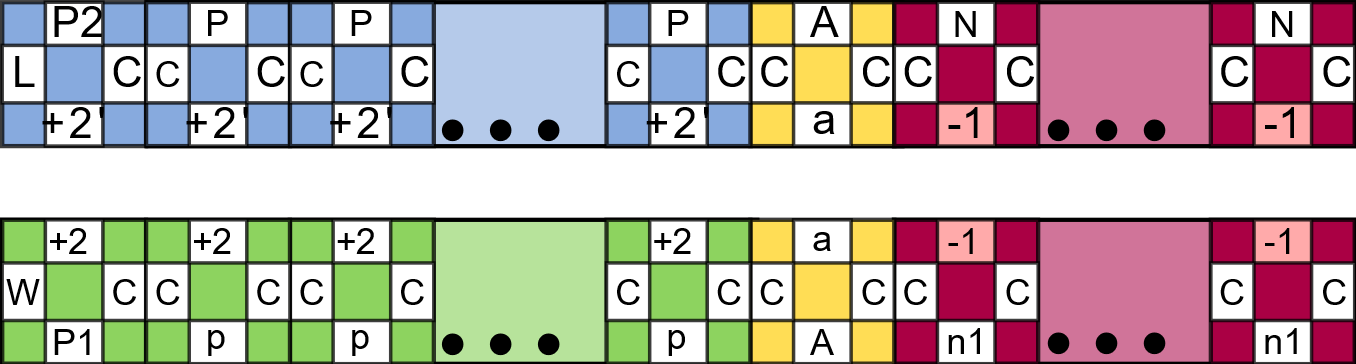 P2 P P P A N N
L C C C C C C C C C C C C C
+2' +2' +2' +2' a -1 -1
+2 +2 +2 +2 a -1 -1
W C C C C C C C C C C C C C
P1 p p p A n1 n1